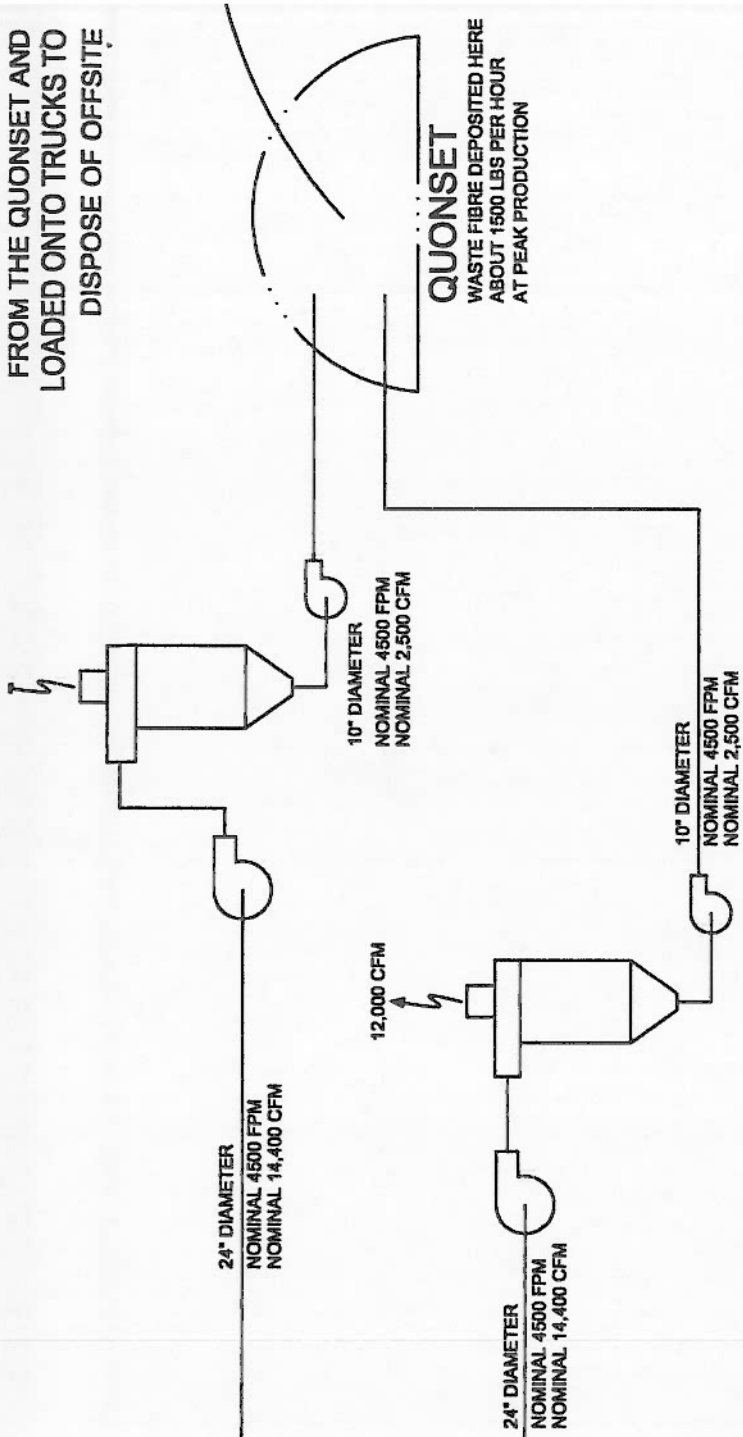 FROM THE QUONSET AND
LOADED ONTO TRUCKS TO
DISPOSE OF OFFSITE
QUONSET
WASTE FIBRE DEPOSITED HERE
ABOUT 1500 LBS PER HOUR
AT PEAK PRODUCTION
10" DIAMETER
NOMINAL 4500 FPM
NOMINAL 2,500 CFM
24" DIAMETER
NOMINAL 4500 FPM
NOMINAL 14,400 CFM
12,000 CFM
10" DIAMETER
NOMINAL 4500 FPM
NOMINAL 2,500 CFM
24" DIAMETER
NOMINAL 4500 FPM
NOMINAL 14,400 CFM